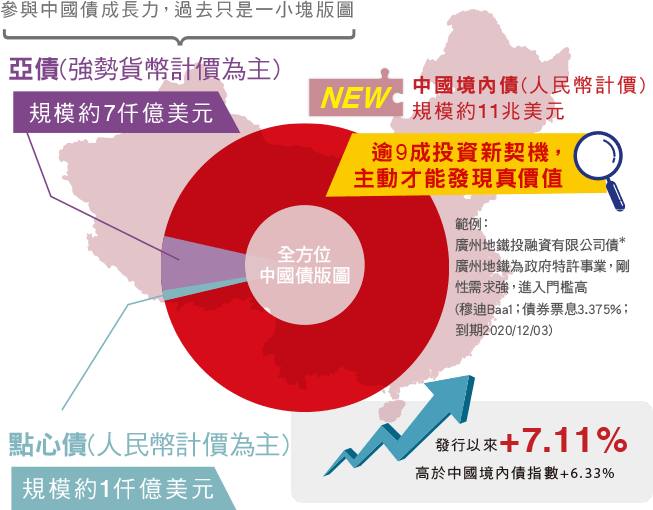 參與中國債成長力，過去只是一小塊版圖
亞債(強勢貨幣計價為主)
規模約7仟億美元
NEW
中國境內債(人民幣計價)
規模約11兆美元
逾9成投資新契機，
主動才能發現真價值
全方位
中國債版圖
範例：
廣州地鐵投融資有限公司債*
廣州地鐵為政府特許事業，剛
性需求強，進入門檻高
(穆迪Baa1；債券票息3.375%；
到期2020/12/03)
點心債(人民幣計價為主)
規模約1仟億美元
發行以來+7.11%
高於中國境內債指數+6.33%